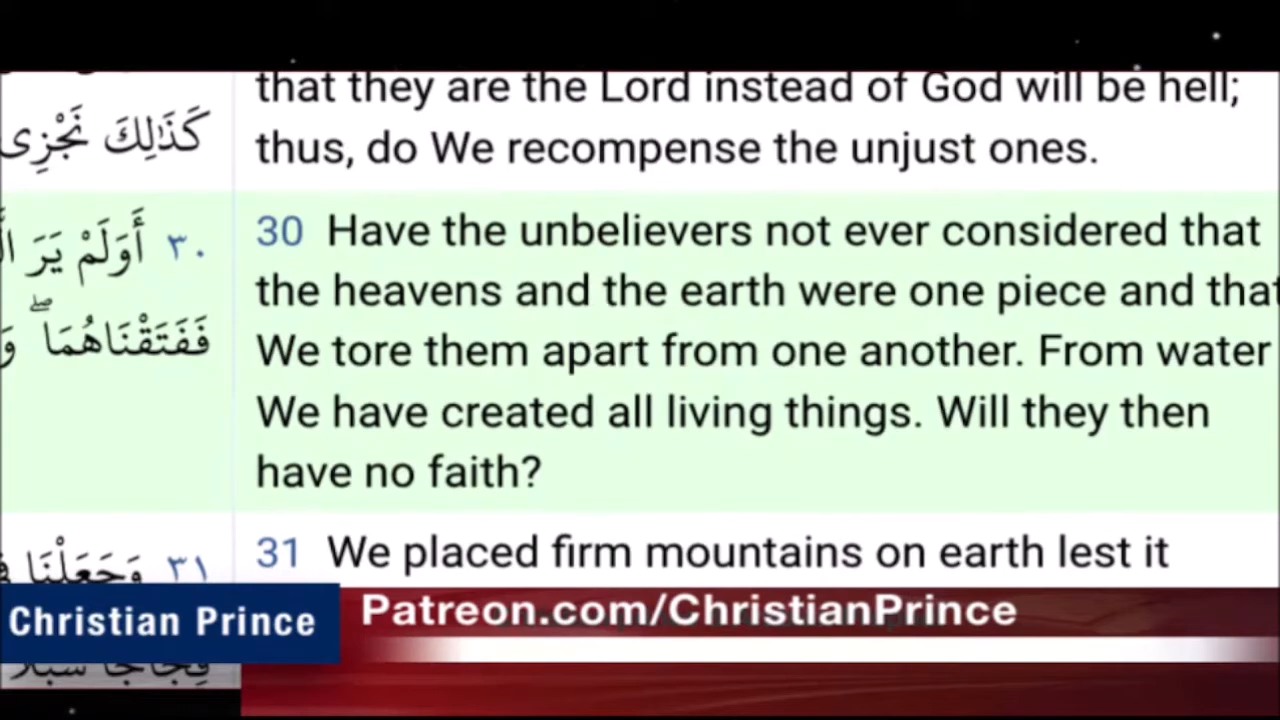 that they are the Lord instead of God will be hell;
كَذَٰلِكَ نَجْزِى
thus, do We recompense the unjust ones.
٣٠ أَوَلَمْ يَرَ
30 Have the unbelievers not ever considered that
the heavens and the earth were one piece and that
فَفَتَقْنَاهُمَا ۖ
We tore them apart from one another. From water
We have created all living things. Will they then
have no faith?
٣١ وَجَعَلْنَا
31 We placed firm mountains on earth lest it
Christian Prince
Patreon.com/ChristianPrince
فِجَاجًا سُبُلًا